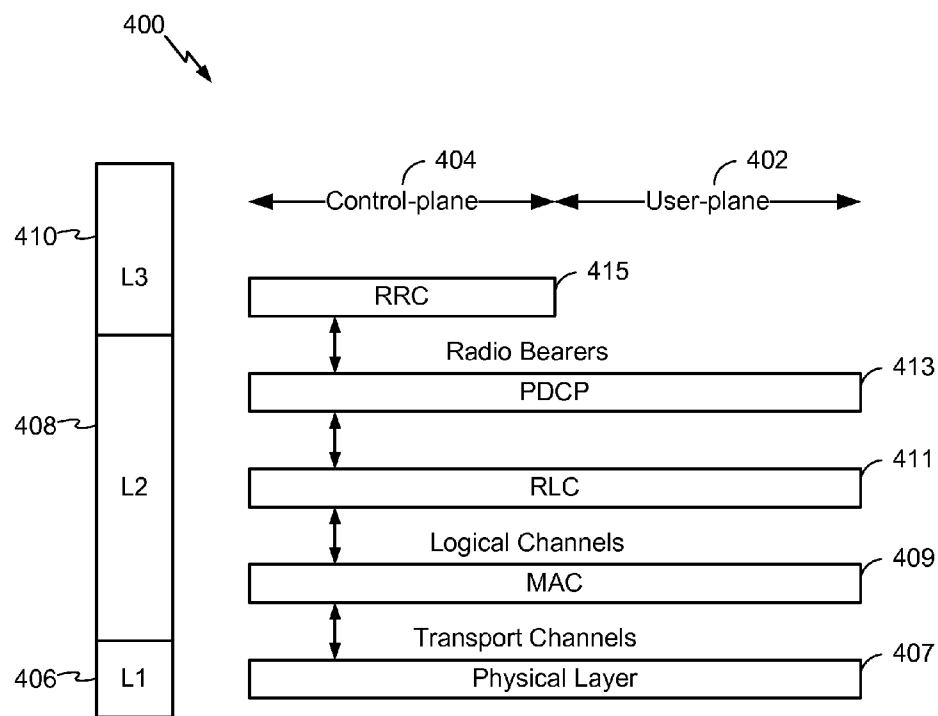 400
404
402
Control-plane
User-plane
410
L3
415
RRC
Radio Bearers
413
PDCP
408
L2
411
RLC
Logical Channels
409
MAC
Transport Channels
407
406
L1
Physical Layer